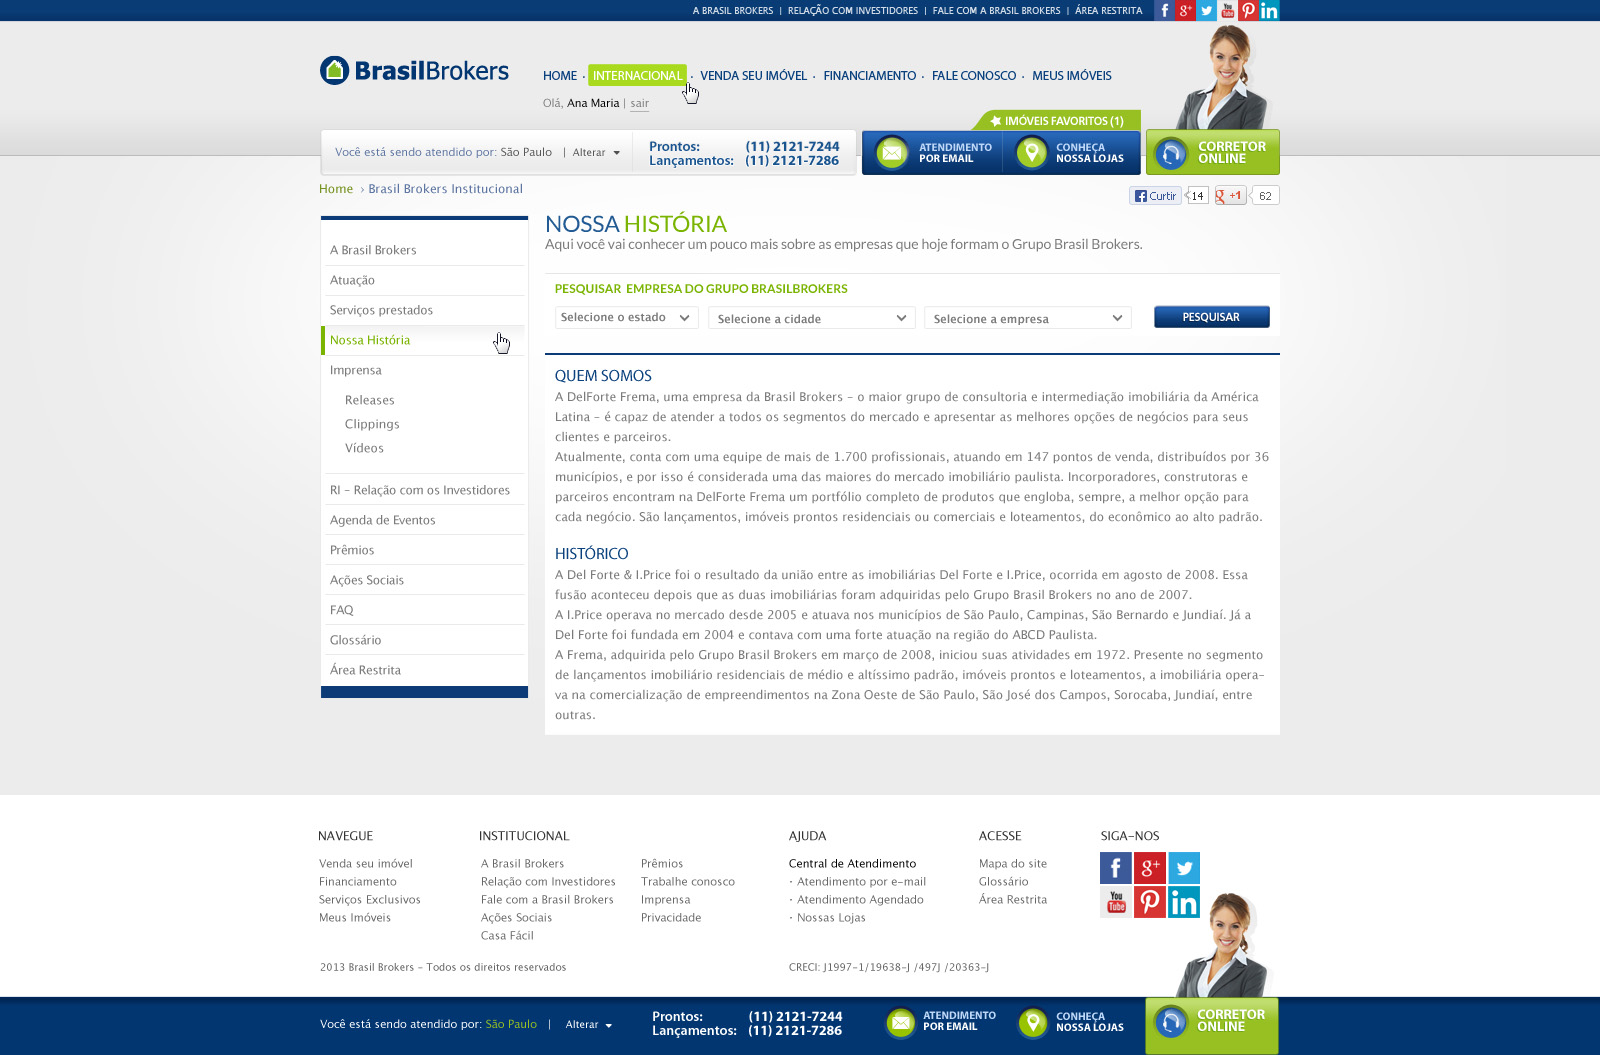 A BRASIL BROKERS | RELAÇÃO COM INVESTIDORES | FALE COM A BRASIL BROKERS | ÁREA RESTRITA
f g+ You Tube in
BrasilBrokers
HOME · INTERNACIONAL · VENDA SEU IMÓVEL · FINANCIAMENTO · FALE CONOSCO · MEUS IMÓVEIS
Olá, Ana Maria | sair
IMÓVEIS FAVORITOS (1)
Você está sendo atendido por: São Paulo | Alterar
Prontos: (11) 2121-7244
Lançamentos: (11) 2121-7286
ATENDIMENTO
POR EMAIL
CONHEÇA
NOSSA LOJAS
CORRETOR
ONLINE
Home › Brasil Brokers Institucional
f Curtir 14 g +1 62
A Brasil Brokers
Atuação
Serviços prestados
Nossa História
Imprensa
Releases
Clippings
Vídeos
RI - Relação com os Investidores
Agenda de Eventos
Prêmios
Ações Sociais
FAQ
Glossário
Área Restrita
NOSSA HISTÓRIA
Aqui você vai conhecer um pouco mais sobre as empresas que hoje formam o Grupo Brasil Brokers.
PESQUISAR EMPRESA DO GRUPO BRASILBROKERS
Selecione o estado Selecione a cidade Selecione a empresa PESQUISAR
QUEM SOMOS
A DelForte Frema, uma empresa da Brasil Brokers - o maior grupo de consultoria e intermediação imobiliária da América
Latina - é capaz de atender a todos os segmentos do mercado e apresentar as melhores opções de negócios para seus
clientes e parceiros.
Atualmente, conta com uma equipe de mais de 1.700 profissionais, atuando em 147 pontos de venda, distribuídos por 36
municípios, e por isso é considerada uma das maiores do mercado imobiliário paulista. Incorporadores, construtoras e
parceiros encontram na DelForte Frema um portfólio completo de produtos que engloba, sempre, a melhor opção para
cada negócio. São lançamentos, imóveis prontos residenciais ou comerciais e loteamentos, do econômico ao alto padrão.
HISTÓRICO
A Del Forte & I.Price foi o resultado da união entre as imobiliárias Del Forte e I.Price, ocorrida em agosto de 2008. Essa
fusão aconteceu depois que as duas imobiliárias foram adquiridas pelo Grupo Brasil Brokers no ano de 2007.
A I.Price operava no mercado desde 2005 e atuava nos municípios de São Paulo, Campinas, São Bernardo e Jundiaí. Já a
Del Forte foi fundada em 2004 e contava com uma forte atuação na região do ABCD Paulista.
A Frema, adquirida pelo Grupo Brasil Brokers em março de 2008, iniciou suas atividades em 1972. Presente no segmento
de lançamentos imobiliário residenciais de médio e altíssimo padrão, imóveis prontos e loteamentos, a imobiliária opera-
va na comercialização de empreendimentos na Zona Oeste de São Paulo, São José dos Campos, Sorocaba, Jundiaí, entre
outras.
NAVEGUE
Venda seu imóvel
Financiamento
Serviços Exclusivos
Meus Imóveis
INSTITUCIONAL
A Brasil Brokers
Relação com Investidores
Fale com a Brasil Brokers
Ações Sociais
Casa Fácil
Prêmios
Trabalhe conosco
Imprensa
Privacidade
AJUDA
Central de Atendimento
· Atendimento por e-mail
· Atendimento Agendado
· Nossas Lojas
ACESSE
Mapa do site
Glossário
Área Restrita
SIGA-NOS
f g+
You Tube in
2013 Brasil Brokers - Todos os direitos reservados
CRECI: J1997-1/19638-J /497J /20363-J
Você está sendo atendido por: São Paulo | Alterar
Prontos: (11) 2121-7244
Lançamentos: (11) 2121-7286
ATENDIMENTO
POR EMAIL
CONHEÇA
NOSSA LOJAS
CORRETOR
ONLINE